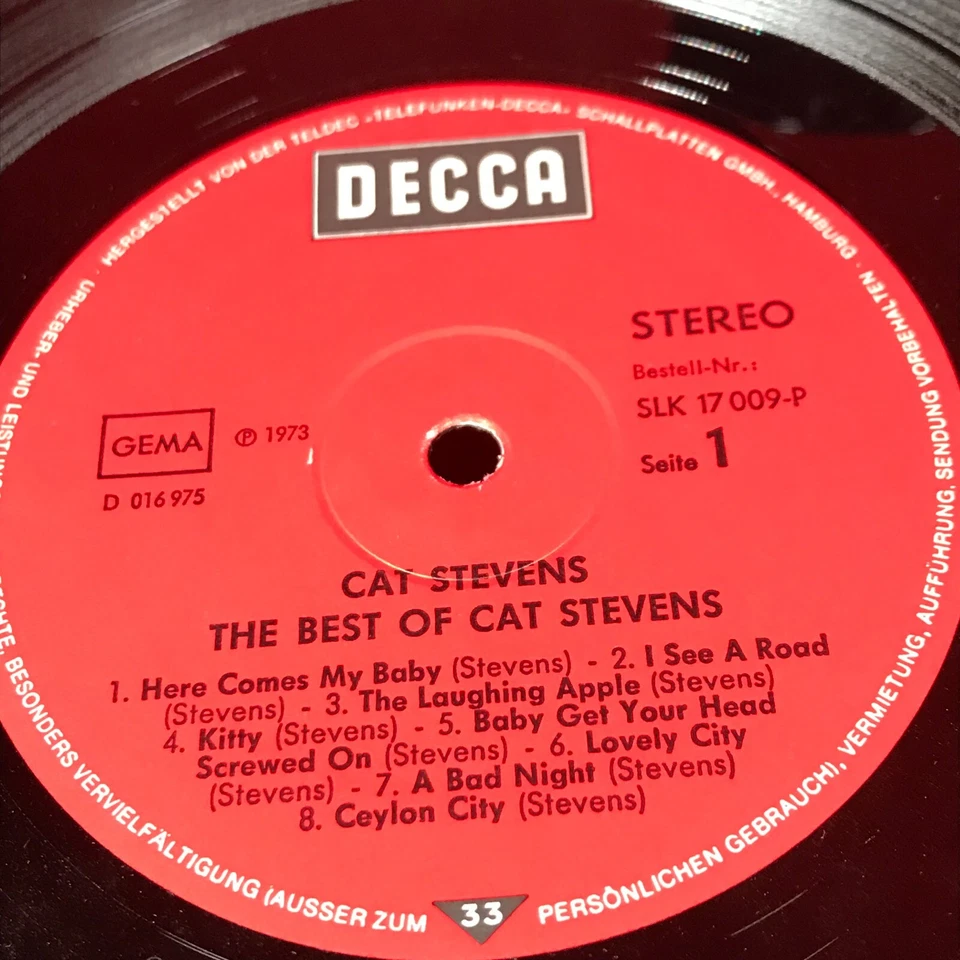 HERGESTELLT VON DER TELDEC »TELEFUNKEN-DECCA« SCHALLPLATTEN GMBH., HAMBURG ·
DECCA
STEREO
Bestell-Nr.:
SLK 17 009-P
Seite 1
GEMA
℗ 1973
D 016 975
CAT STEVENS
THE BEST OF CAT STEVENS
1. Here Comes My Baby (Stevens) - 2. I See A Road
(Stevens) - 3. The Laughing Apple (Stevens)
4. Kitty (Stevens) - 5. Baby Get Your Head
Screwed On (Stevens) - 6. Lovely City
(Stevens) - 7. A Bad Night (Stevens)
8. Ceylon City (Stevens)
URHEBER- UND
BESONDERS VERVIELFÄLTIGUNG (AUSSER ZUM
33
PERSÖNLICHEN GEBRAUCH), VERMIETUNG, AUFFÜHRUNG, SENDUNG VORBEHALTEN